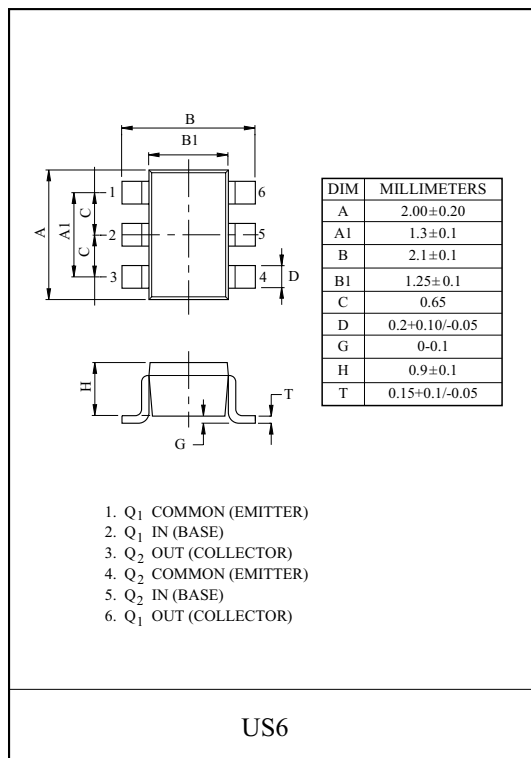 B
B1
1
6
A
A1
C
2
5
C
3
4
D
H
T
G
DIM MILLIMETERS
A 2.00±0.20
A1 1.3±0.1
B 2.1±0.1
B1 1.25±0.1
C 0.65
D 0.2+0.10/-0.05
G 0-0.1
H 0.9±0.1
T 0.15+0.1/-0.05
1. Q1 COMMON (EMITTER)
2. Q1 IN (BASE)
3. Q2 OUT (COLLECTOR)
4. Q2 COMMON (EMITTER)
5. Q2 IN (BASE)
6. Q1 OUT (COLLECTOR)
US6